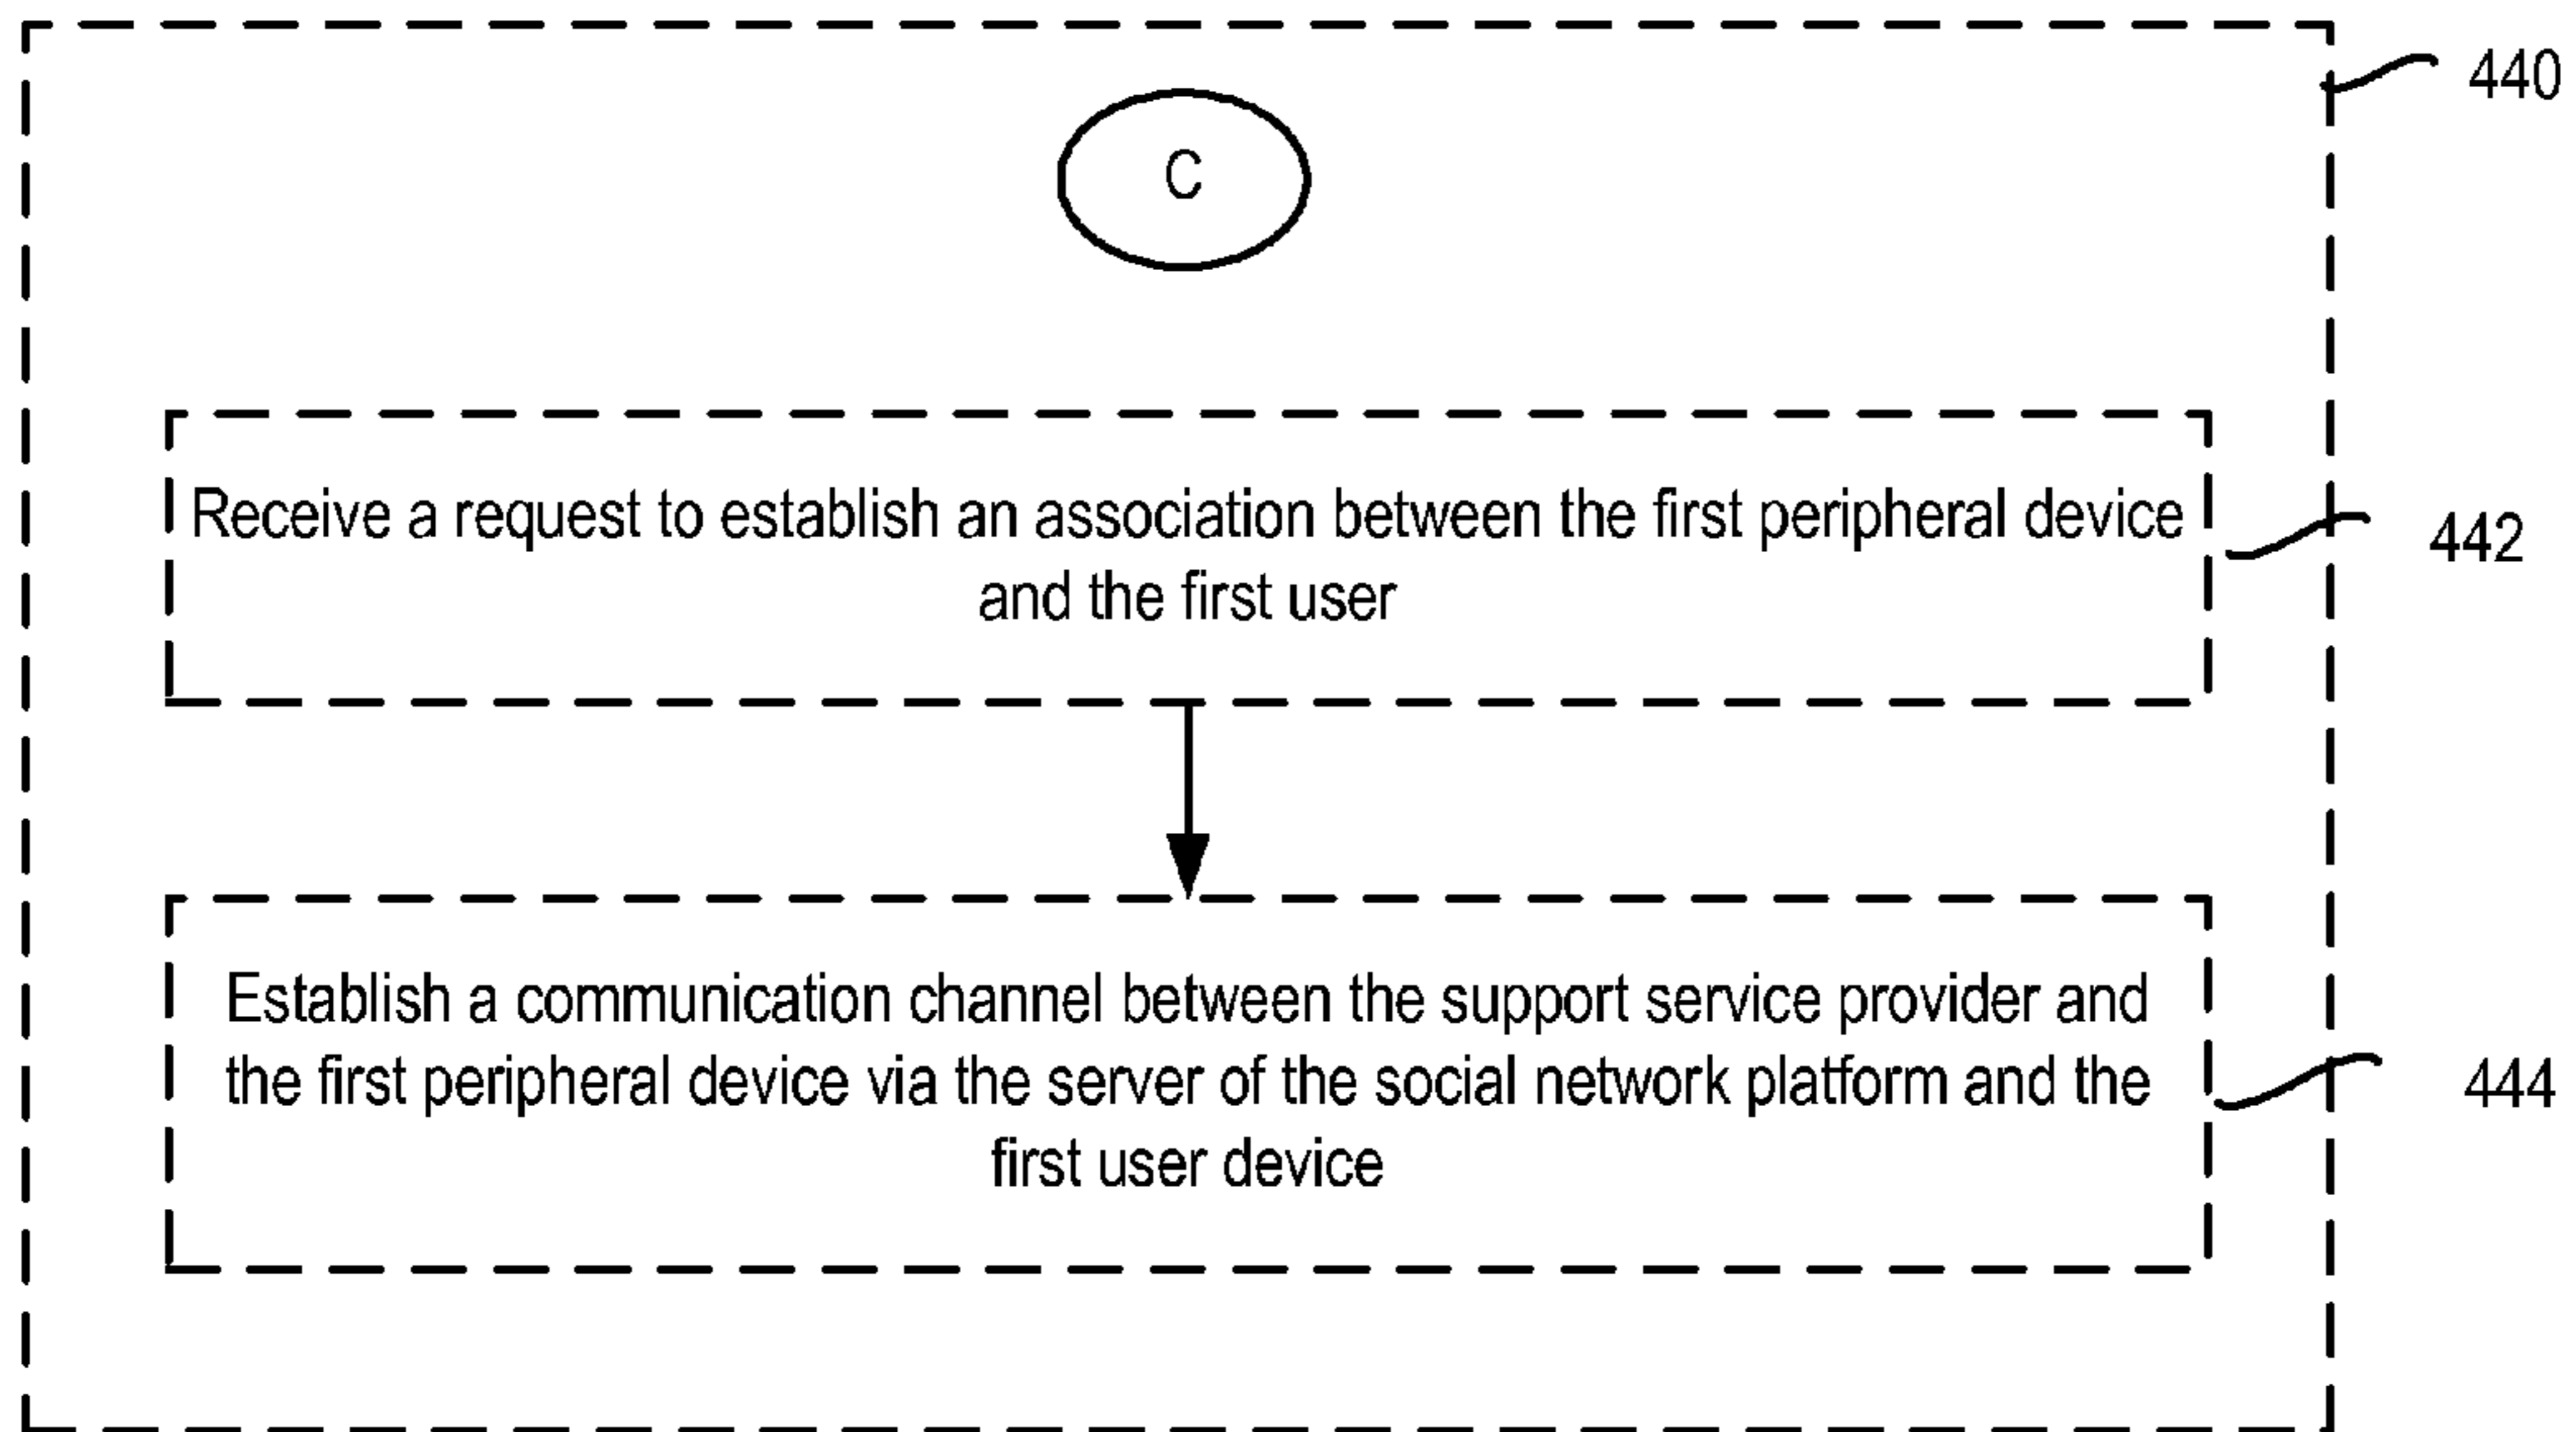 440
C
Receive a request to establish an association between the first peripheral device
and the first user
442
Establish a communication channel between the support service provider and
the first peripheral device via the server of the social network platform and the
first user device
444